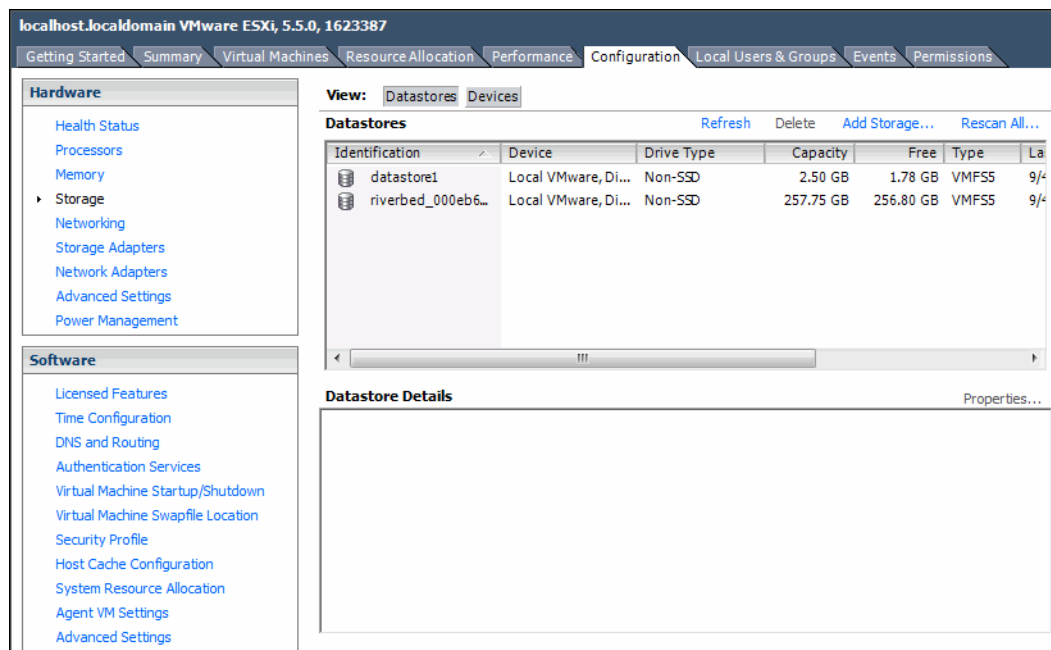 localhost.localdomain VMware ESXi, 5.5.0, 1623387
Getting Started Summary Virtual Machines Resource Allocation Performance Configuration Local Users & Groups Events Permissions
Hardware
Health Status
Processors
Memory
Storage
Networking
Storage Adapters
Network Adapters
Advanced Settings
Power Management
Software
Licensed Features
Time Configuration
DNS and Routing
Authentication Services
Virtual Machine Startup/Shutdown
Virtual Machine Swapfile Location
Security Profile
Host Cache Configuration
System Resource Allocation
Agent VM Settings
Advanced Settings
View: Datastores Devices
Datastores Refresh Delete Add Storage... Rescan All...
Identification Device Drive Type Capacity Free Type La
datastore1 Local VMware, Di... Non-SSD 2.50 GB 1.78 GB VMFS5 9/4
riverbed_000eb6... Local VMware, Di... Non-SSD 257.75 GB 256.80 GB VMFS5 9/4
Datastore Details Properties...